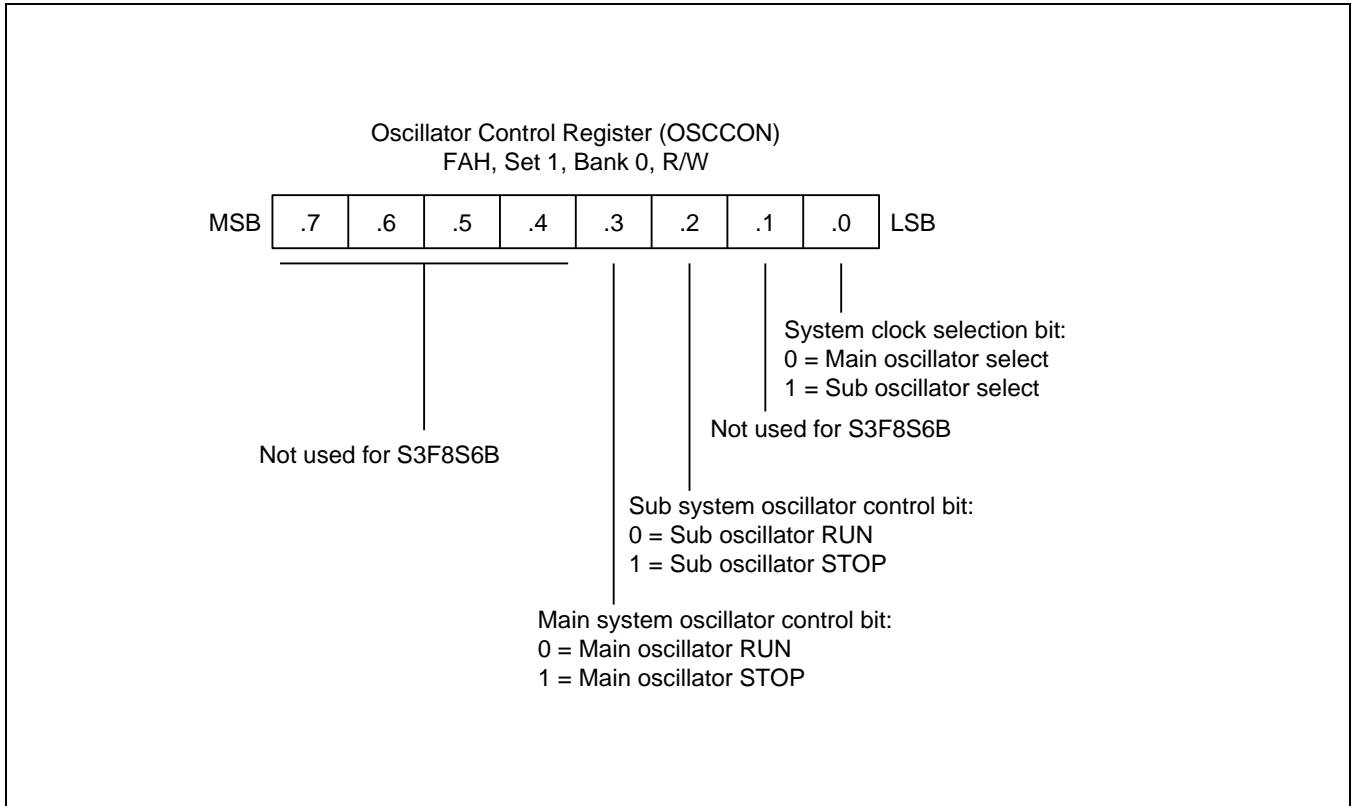 Oscillator Control Register (OSCCON)
FAH, Set 1, Bank 0, R/W
MSB .7 .6 .5 .4 .3 .2 .1 .0 LSB
System clock selection bit:
0 = Main oscillator select
1 = Sub oscillator select
Not used for S3F8S6B
Not used for S3F8S6B
Sub system oscillator control bit:
0 = Sub oscillator RUN
1 = Sub oscillator STOP
Main system oscillator control bit:
0 = Main oscillator RUN
1 = Main oscillator STOP